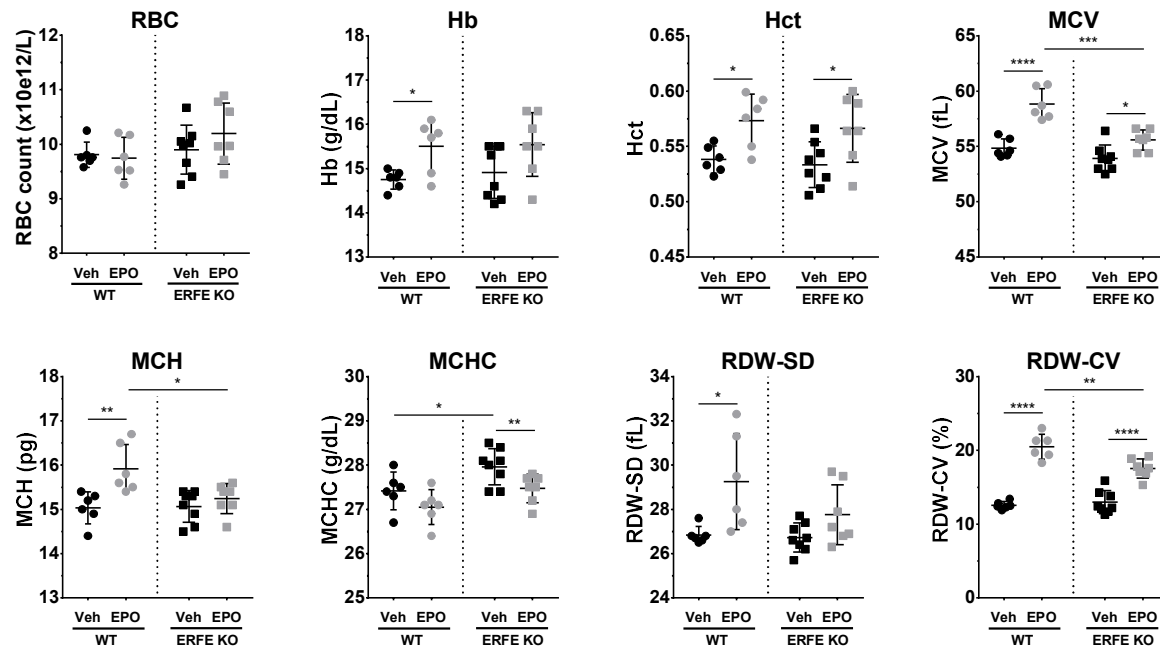 RBC
RBC count (x10e12/L)
12
11
10
9
8
Veh EPO Veh EPO
WT ERFE KO
Hb
Hb (g/dL)
17
16
15
14
13
*
Veh EPO Veh EPO
WT ERFE KO
Hct
Hct
0.65
0.60
0.55
0.50
0.45
* *
Veh EPO Veh EPO
WT ERFE KO
MCV
MCV (fL)
65
60
55
50
45
***
****
*
Veh EPO Veh EPO
WT ERFE KO
MCH
MCH (pg)
18
17
16
15
14
13
*
**
Veh EPO Veh EPO
WT ERFE KO
MCHC
MCHC (g/dL)
30
29
28
27
26
25
*
**
Veh EPO Veh EPO
WT ERFE KO
RDW-SD
RDW-SD (fL)
34
32
30
28
26
24
*
Veh EPO Veh EPO
WT ERFE KO
RDW-CV
RDW-CV (%)
30
20
10
0
**
****
****
Veh EPO Veh EPO
WT ERFE KO